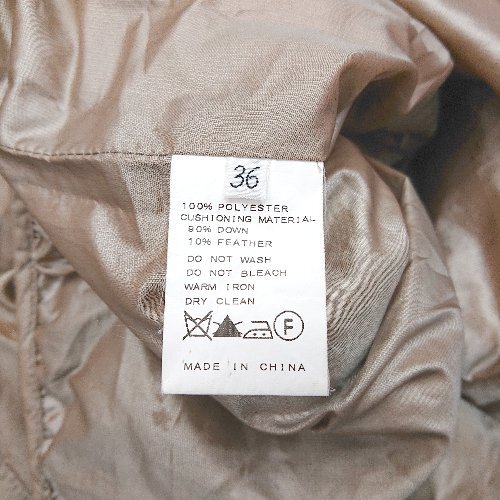 36
100% POLYESTER
CUSHIONING MATERIAL
90% DOWN
10% FEATHER
DO NOT WASH
DO NOT BLEACH
WARM IRON
DRY CLEAN
F
MADE IN CHINA